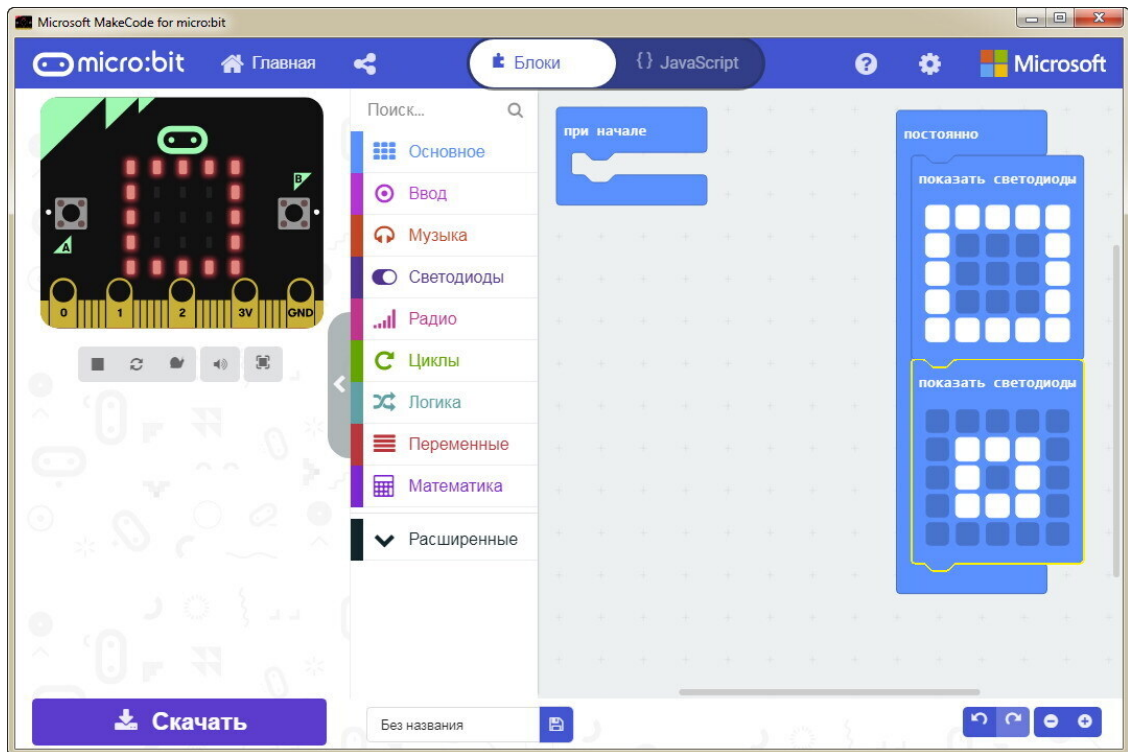 Microsoft MakeCode for micro:bit
micro:bit
Главная
Блоки
{} JavaScript
Microsoft
Поиск...
Основное
Ввод
Музыка
Светодиоды
Радио
Циклы
Логика
Переменные
Математика
Расширенные
A
B
0 1 2 3V GND
при начале
постоянно
показать светодиоды
показать светодиоды
Скачать
Без названия